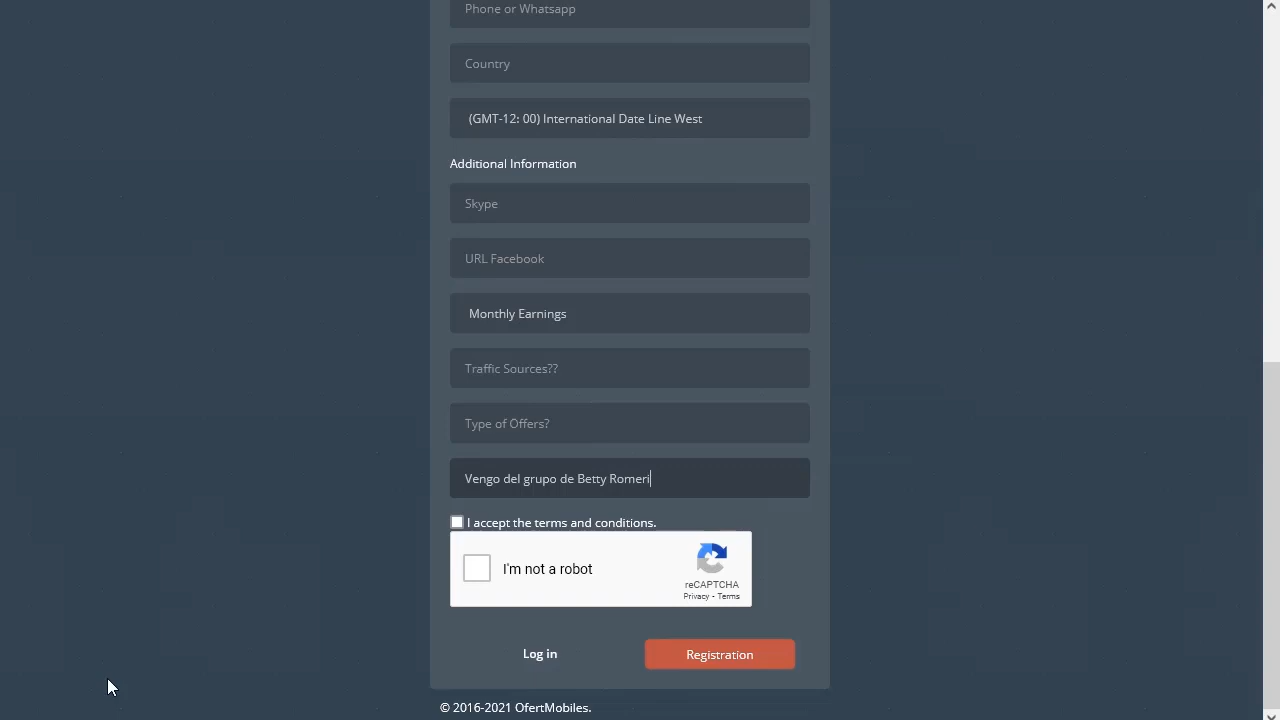 Phone or Whatsapp
Country
(GMT-12: 00) International Date Line West
Additional Information
Skype
URL Facebook
Monthly Earnings
Traffic Sources??
Type of Offers?
Vengo del grupo de Betty Romeri
I accept the terms and conditions.
I'm not a robot
reCAPTCHA
Privacy - Terms
Log in
Registration
© 2016-2021 OfertMobiles.